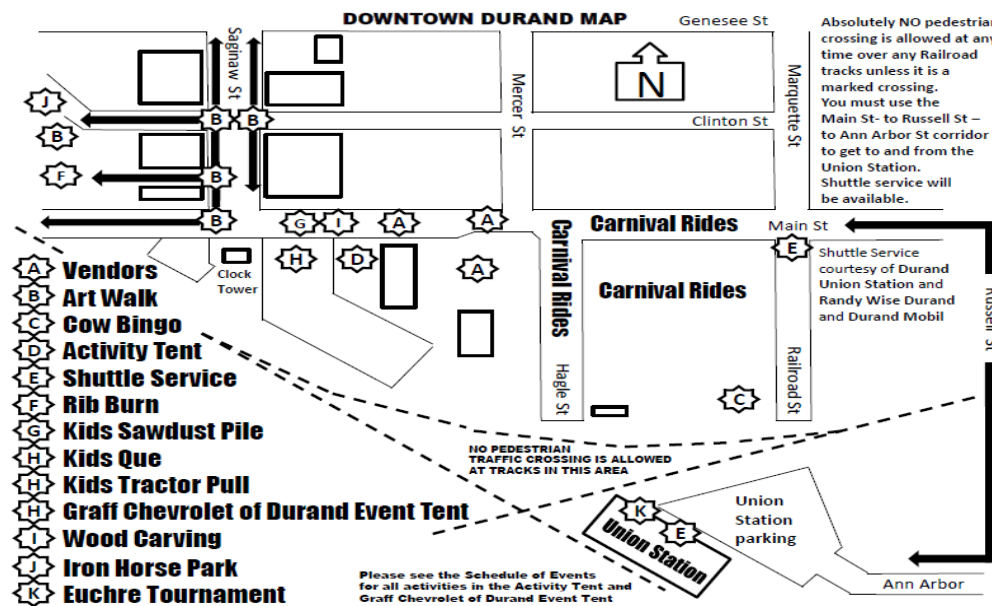 DOWNTOWN DURAND MAP
Genesee St
Saginaw St
Mercer St
Marquette St
N
Absolutely NO pedestrian
crossing is allowed at any
time over any Railroad
tracks unless it is a
marked crossing.
You must use the
Main St- to Russell St –
to Ann Arbor St corridor
to get to and from the
Union Station.
Shuttle service will
be available.
J
B
B
B
Clinton St
F
B
B
G
I
A
A
Carnival Rides
Main St
E
H
D
A
Clock
Tower
Carnival Rides
Carnival Rides
Shuttle Service
courtesy of Durand
Union Station and
Randy Wise Durand
and Durand Mobil
Russell St
Hagle St
Railroad St
C
A Vendors
B Art Walk
C Cow Bingo
D Activity Tent
E Shuttle Service
F Rib Burn
G Kids Sawdust Pile
H Kids Que
H Kids Tractor Pull
H Graff Chevrolet of Durand Event Tent
I Wood Carving
J Iron Horse Park
K Euchre Tournament
NO PEDESTRIAN
TRAFFIC CROSSING IS ALLOWED
AT TRACKS IN THIS AREA
K
E
Union Station
Union
Station
parking
Ann Arbor
Please see the Schedule of Events
for all activities in the Activity Tent and
Graff Chevrolet of Durand Event Tent